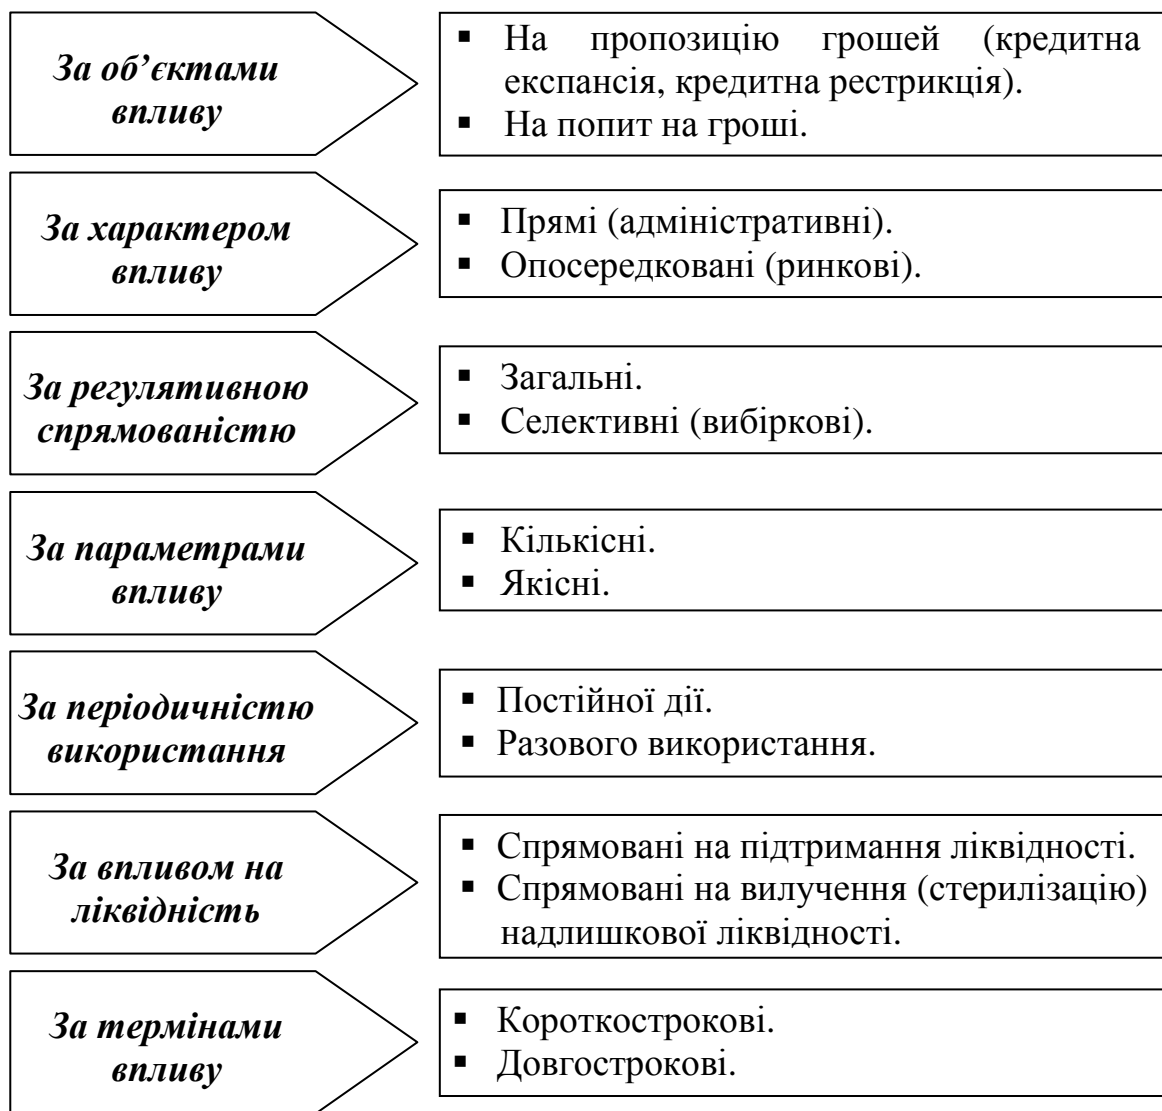 За об’єктами
впливу
▪ На пропозицію грошей (кредитна
експансія, кредитна рестрикція).
▪ На попит на гроші.
За характером
впливу
▪ Прямі (адміністративні).
▪ Опосередковані (ринкові).
За регулятивною
спрямованістю
▪ Загальні.
▪ Селективні (вибіркові).
За параметрами
впливу
▪ Кількісні.
▪ Якісні.
За періодичністю
використання
▪ Постійної дії.
▪ Разового використання.
За впливом на
ліквідність
▪ Спрямовані на підтримання ліквідності.
▪ Спрямовані на вилучення (стерилізацію)
надлишкової ліквідності.
За термінами
впливу
▪ Короткострокові.
▪ Довгострокові.